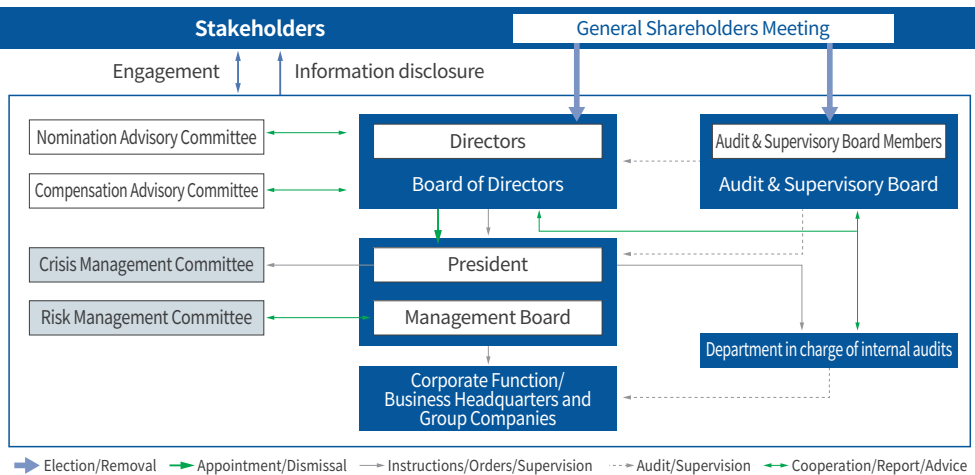 Stakeholders
General Shareholders Meeting
Engagement
Information disclosure
Nomination Advisory Committee
Directors
Audit & Supervisory Board Members
Compensation Advisory Committee
Board of Directors
Audit & Supervisory Board
Crisis Management Committee
President
Risk Management Committee
Management Board
Department in charge of internal audits
Corporate Function/
Business Headquarters and
Group Companies
Election/Removal
Appointment/Dismissal
Instructions/Orders/Supervision
Audit/Supervision
Cooperation/Report/Advice